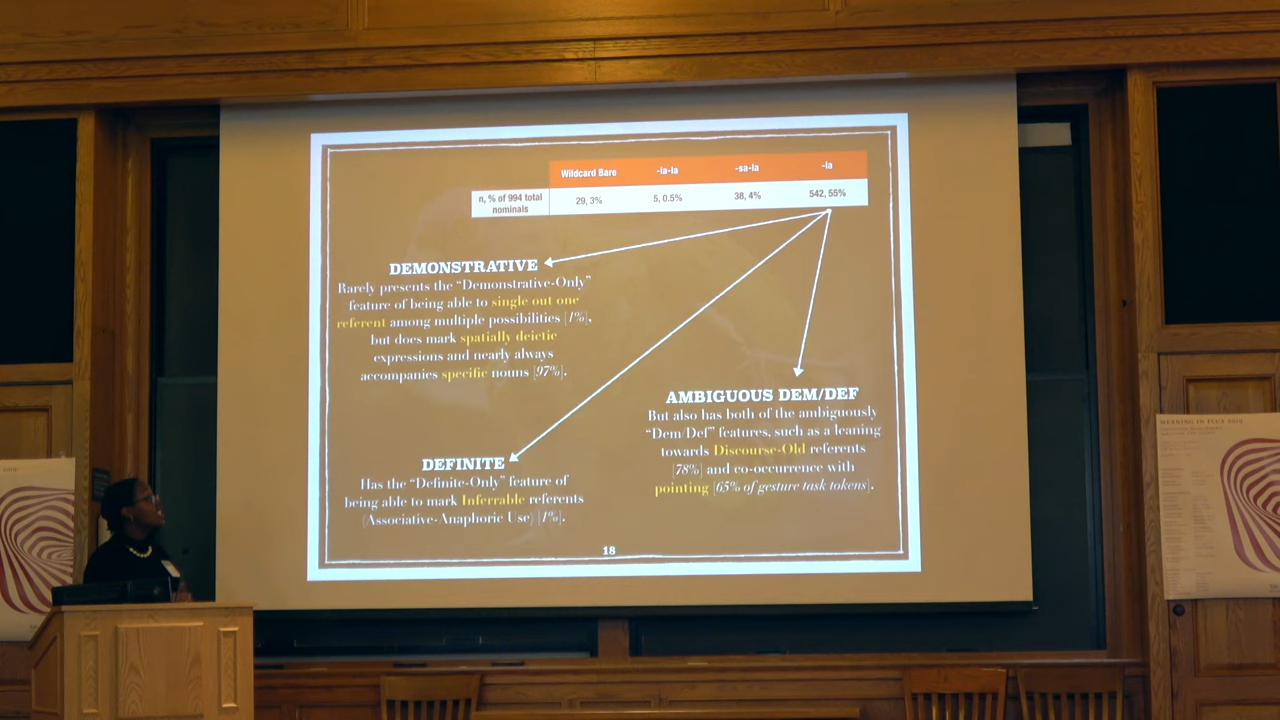 Wildcard Bare -la-la -sa-la -la
n, % of 994 total nominals 29, 3% 5, 0.5% 38, 4% 542, 55%
DEMONSTRATIVE
Rarely presents the “Demonstrative-Only”
feature of being able to single out one
referent among multiple possibilities [1%],
but does mark spatially deictic
expressions and nearly always
accompanies specific nouns [97%].
DEFINITE
Has the “Definite-Only” feature of
being able to mark Inferrable referents
(Associative-Anaphoric Use) [1%].
AMBIGUOUS DEM/DEF
But also has both of the ambiguously
“Dem/Def” features, such as a leaning
towards Discourse-Old referents
[78%] and co-occurrence with
pointing [65% of gesture task tokens].
18
MEANING IN FLUX 2019